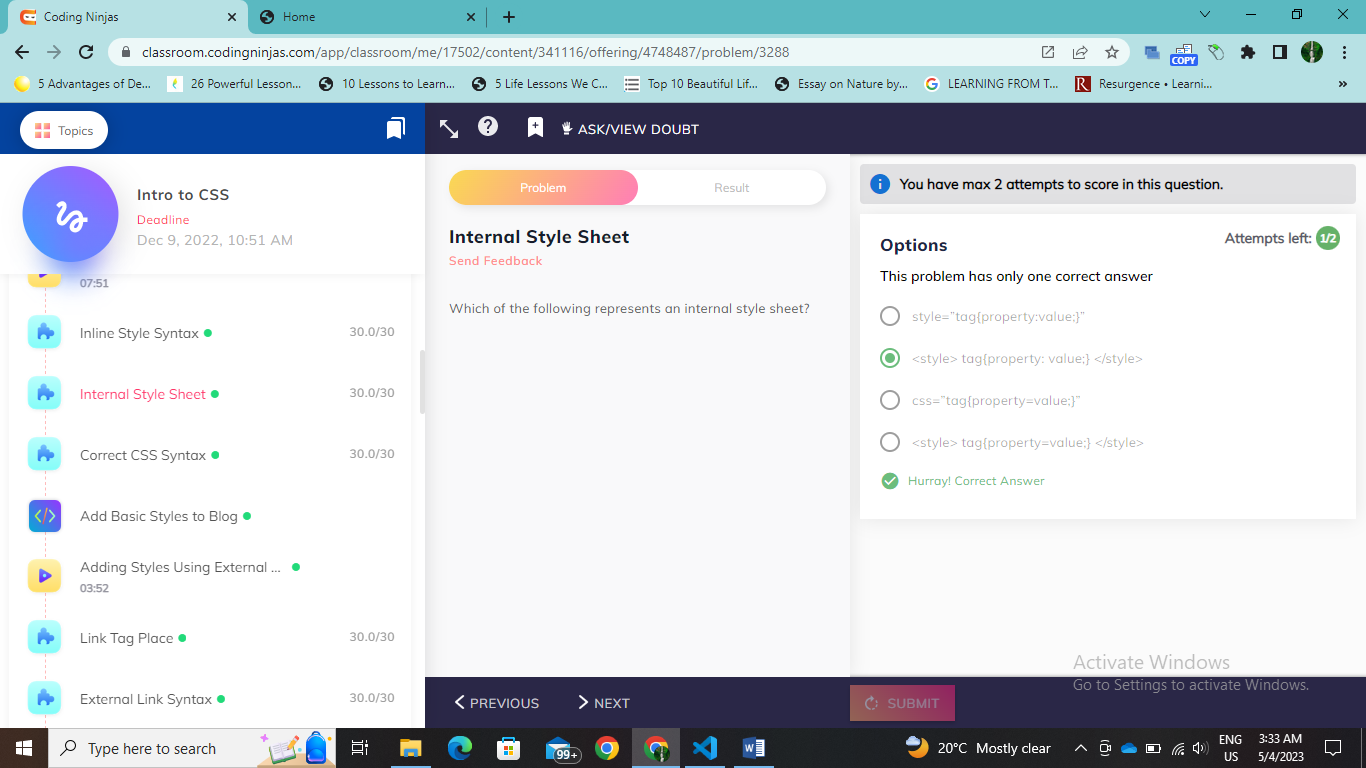 Coding Ninjas
Home
classroom.codingninjas.com/app/classroom/me/17502/content/341116/offering/4748487/problem/3288
COPY
5 Advantages of De...
26 Powerful Lesson...
10 Lessons to Learn...
5 Life Lessons We C...
Top 10 Beautiful Lif...
Essay on Nature by...
LEARNING FROM T...
Resurgence • Learni...
Topics
ASK/VIEW DOUBT
Intro to CSS
Deadline
Dec 9, 2022, 10:51 AM
07:51
Inline Style Syntax
30.0/30
Internal Style Sheet
30.0/30
Correct CSS Syntax
30.0/30
Add Basic Styles to Blog
Adding Styles Using External ...
03:52
Link Tag Place
30.0/30
External Link Syntax
30.0/30
Problem
Result
Internal Style Sheet
Send Feedback
Which of the following represents an internal style sheet?
You have max 2 attempts to score in this question.
Options
Attempts left: 1/2
This problem has only one correct answer
style=”tag{property:value;}”
<style> tag{property: value;} </style>
css=”tag{property=value;}”
<style> tag{property=value;} </style>
Hurray! Correct Answer
Activate Windows
Go to Settings to activate Windows.
PREVIOUS
NEXT
SUBMIT
Type here to search
99+
20°C Mostly clear
ENG
US
3:33 AM
5/4/2023